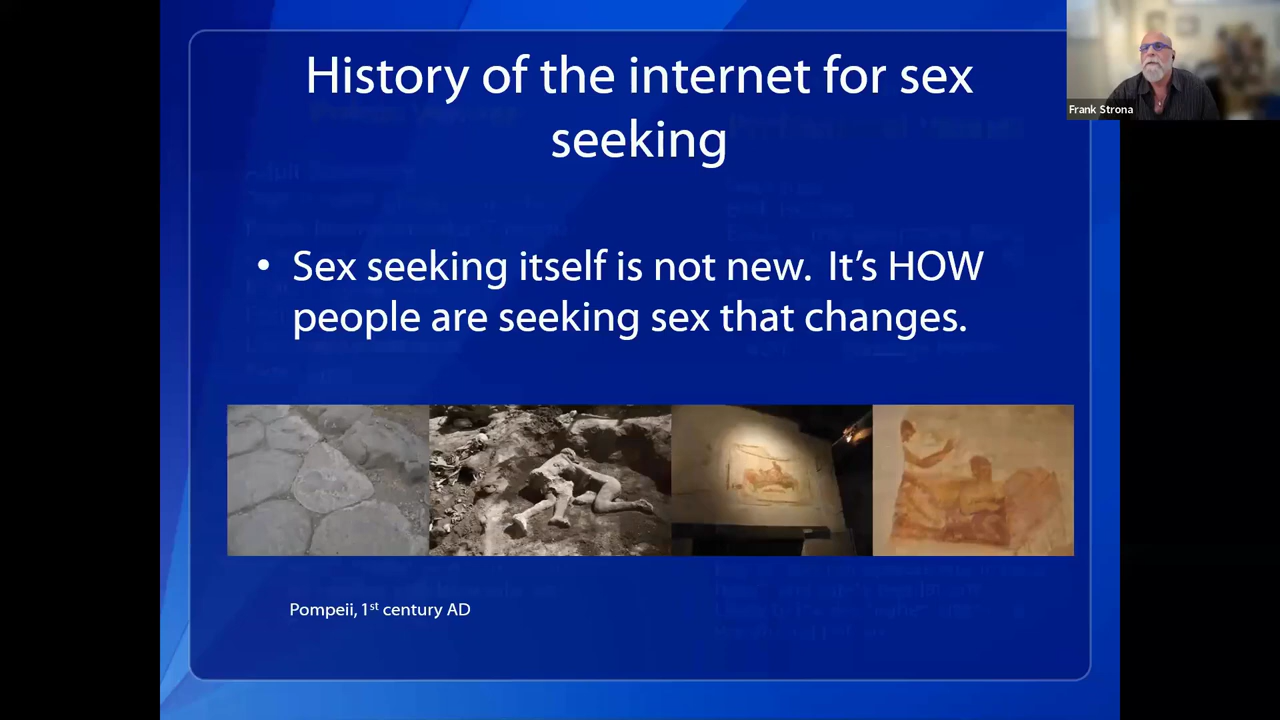 History of the internet for sex
seeking
Frank Strona
• Sex seeking itself is not new. It's HOW
people are seeking sex that changes.
Pompeii, 1st century AD